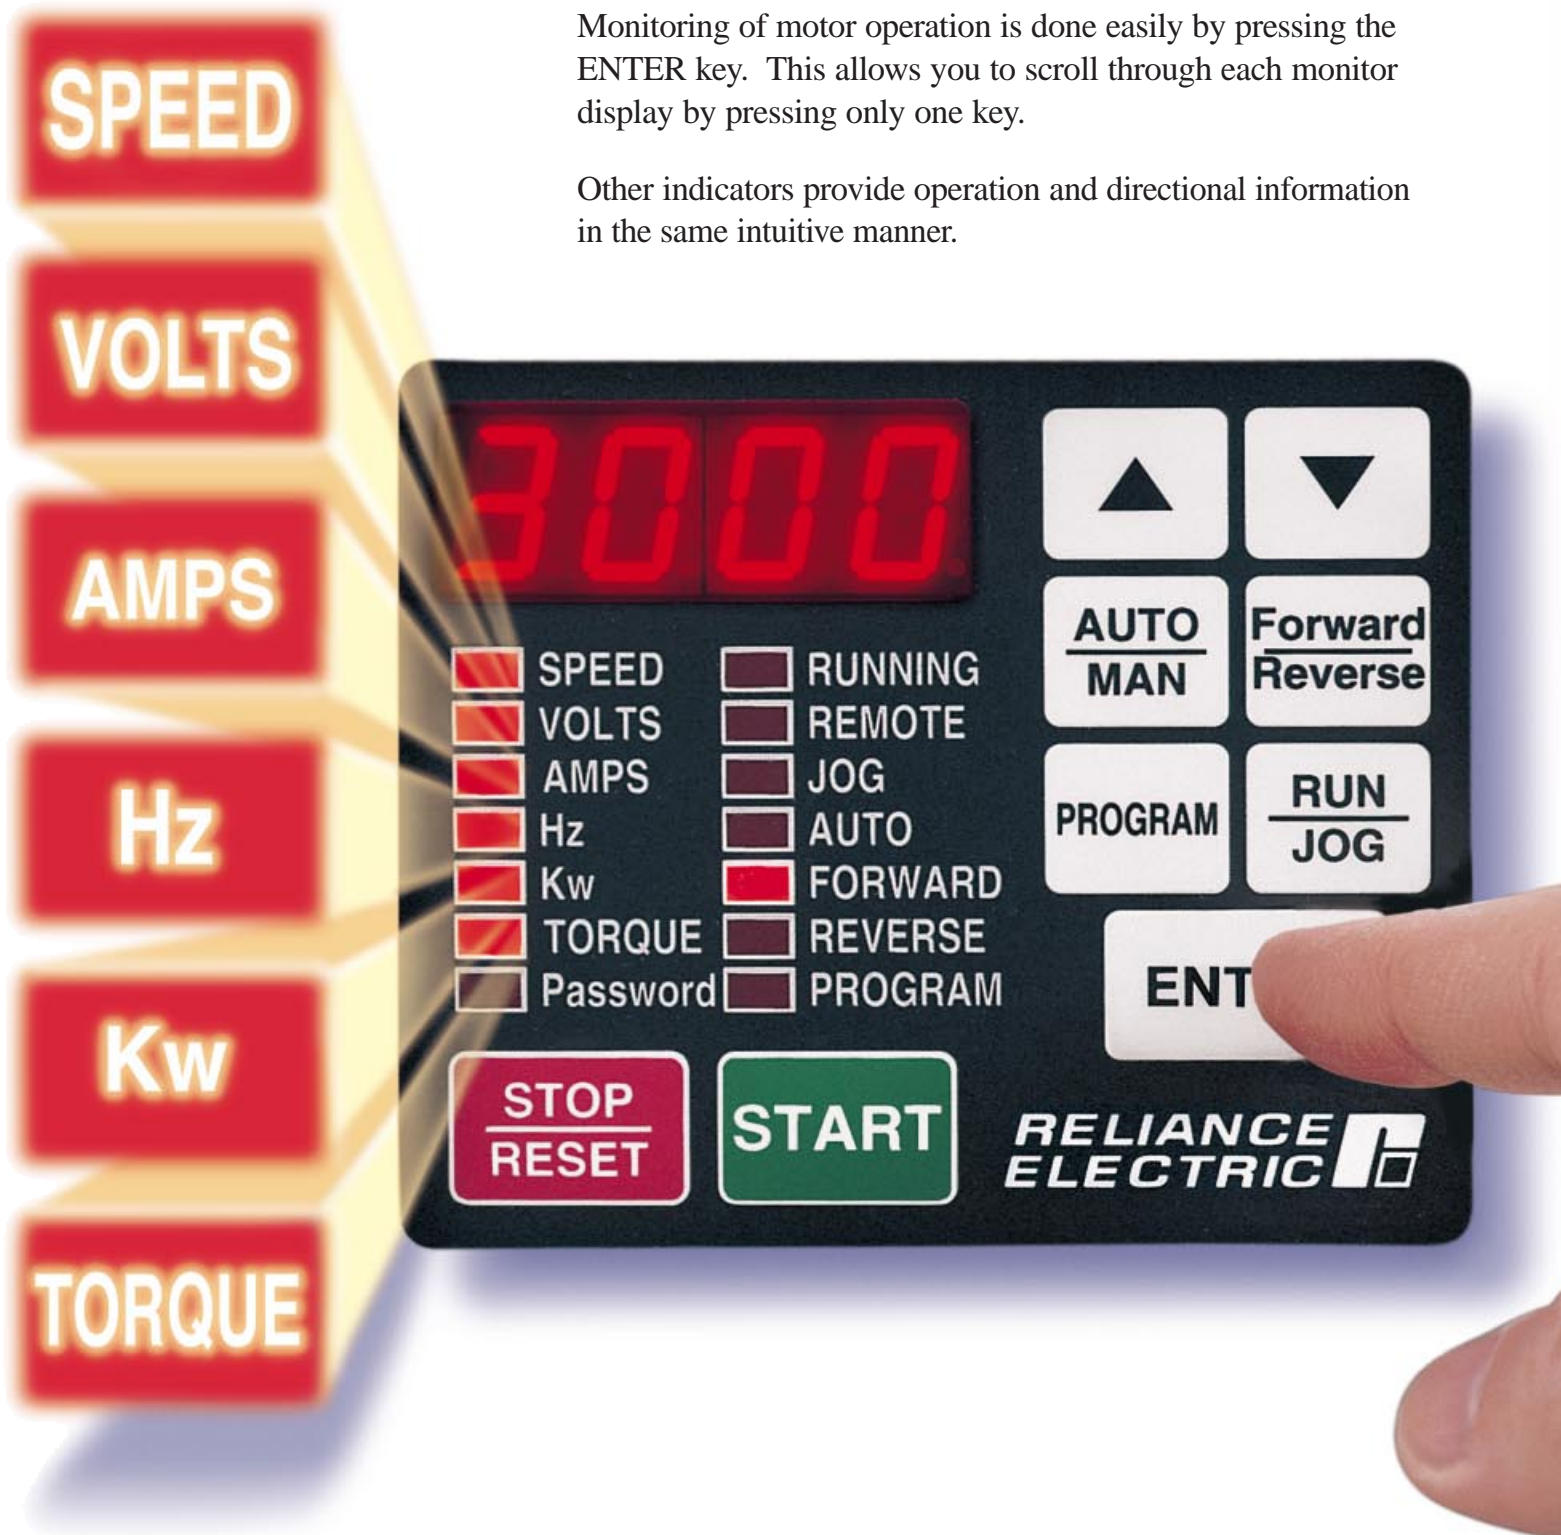 Monitoring of motor operation is done easily by pressing the
ENTER key. This allows you to scroll through each monitor
display by pressing only one key.
Other indicators provide operation and directional information
in the same intuitive manner.
SPEED
VOLTS
AMPS
Hz
Kw
TORQUE
3000
SPEED
VOLTS
AMPS
Hz
Kw
TORQUE
Password
RUNNING
REMOTE
JOG
AUTO
FORWARD
REVERSE
PROGRAM
STOP
RESET
START
AUTO
MAN
Forward
Reverse
PROGRAM
RUN
JOG
ENT
RELIANCE
ELECTRIC